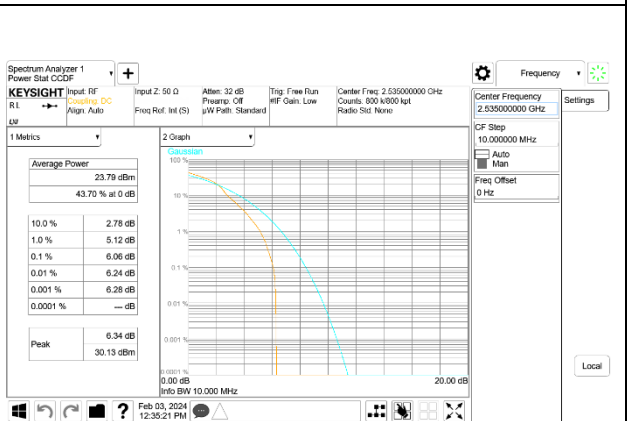 Spectrum Analyzer 1
Power Stat CCDF
Frequency
KEYSIGHT
Input: RF
Coupling: DC
Align: Auto
Input Z: 50 Ω
Freq Ref: Int (S)
Atten: 32 dB
Preamp: Off
µW Path: Standard
Trig: Free Run
#IF Gain: Low
Center Freq: 2.535000000 GHz
Counts: 800 k/800 kpt
Radio Std: None
Center Frequency
2.535000000 GHz
Settings
CF Step
10.000000 MHz
Auto
Man
Freq Offset
0 Hz
1 Metrics
2 Graph
Average Power
23.79 dBm
43.70 % at 0 dB
10.0 % 2.78 dB
1.0 % 5.12 dB
0.1 % 6.06 dB
0.01 % 6.24 dB
0.001 % 6.28 dB
0.0001 % --- dB
Peak
6.34 dB
30.13 dBm
Gaussian
100 %
10 %
1 %
0.1 %
0.01 %
0.001 %
0.0001 %
0.00 dB
20.00 dB
Info BW 10.000 MHz
Local
?
Feb 03, 2024
12:35:21 PM